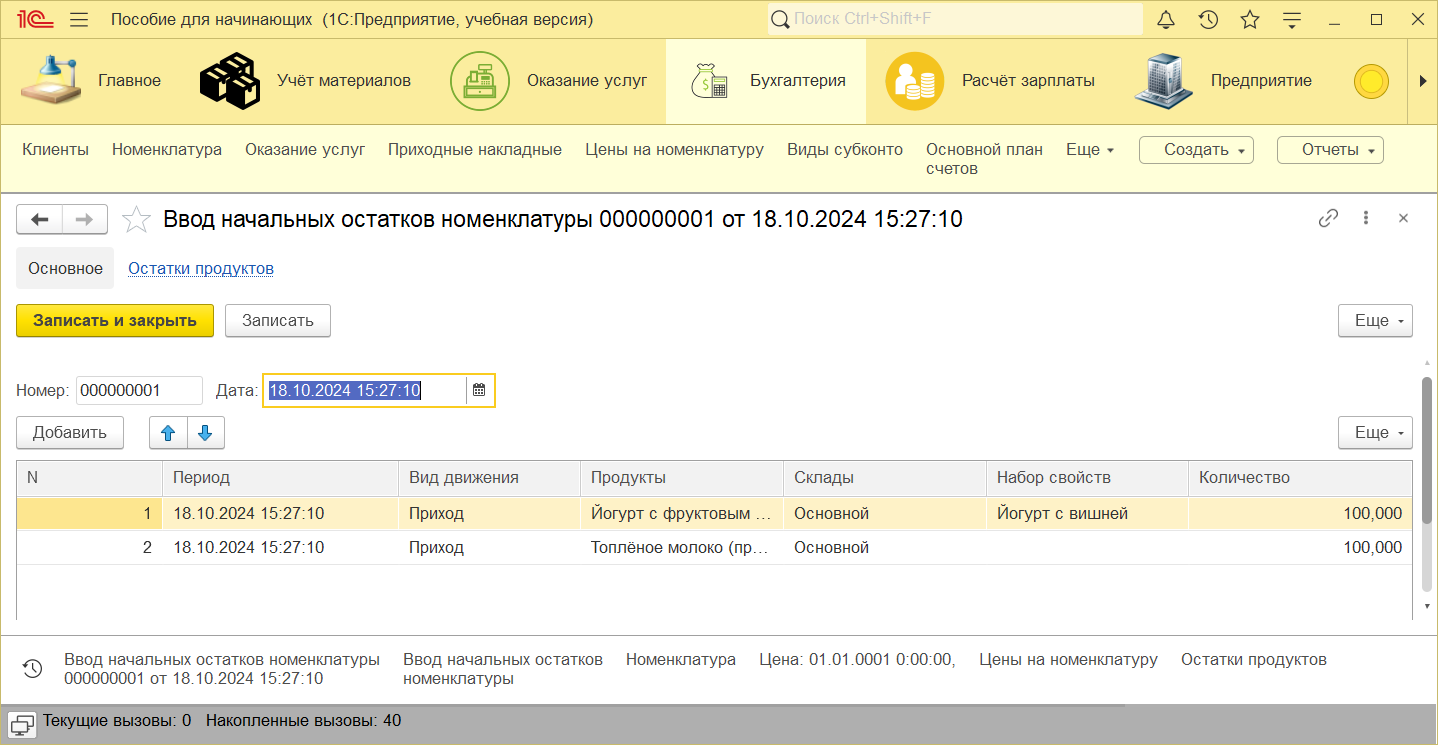 1С Пособие для начинающих (1С:Предприятие, учебная версия) Поиск Ctrl+Shift+F
Главное Учёт материалов Оказание услуг Бухгалтерия Расчёт зарплаты Предприятие
Клиенты Номенклатура Оказание услуг Приходные накладные Цены на номенклатуру Виды субконто Основной план счетов Еще Создать Отчеты
Ввод начальных остатков номенклатуры 000000001 от 18.10.2024 15:27:10
Основное Остатки продуктов
Записать и закрыть Записать Еще
Номер: 000000001 Дата: 18.10.2024 15:27:10
Добавить Еще
N Период Вид движения Продукты Склады Набор свойств Количество
1 18.10.2024 15:27:10 Приход Йогурт с фруктовым ... Основной Йогурт с вишней 100,000
2 18.10.2024 15:27:10 Приход Топлёное молоко (пр... Основной 100,000
Ввод начальных остатков номенклатуры 000000001 от 18.10.2024 15:27:10 Ввод начальных остатков номенклатуры Номенклатура Цена: 01.01.0001 0:00:00, Цены на номенклатуру Остатки продуктов
Текущие вызовы: 0 Накопленные вызовы: 40